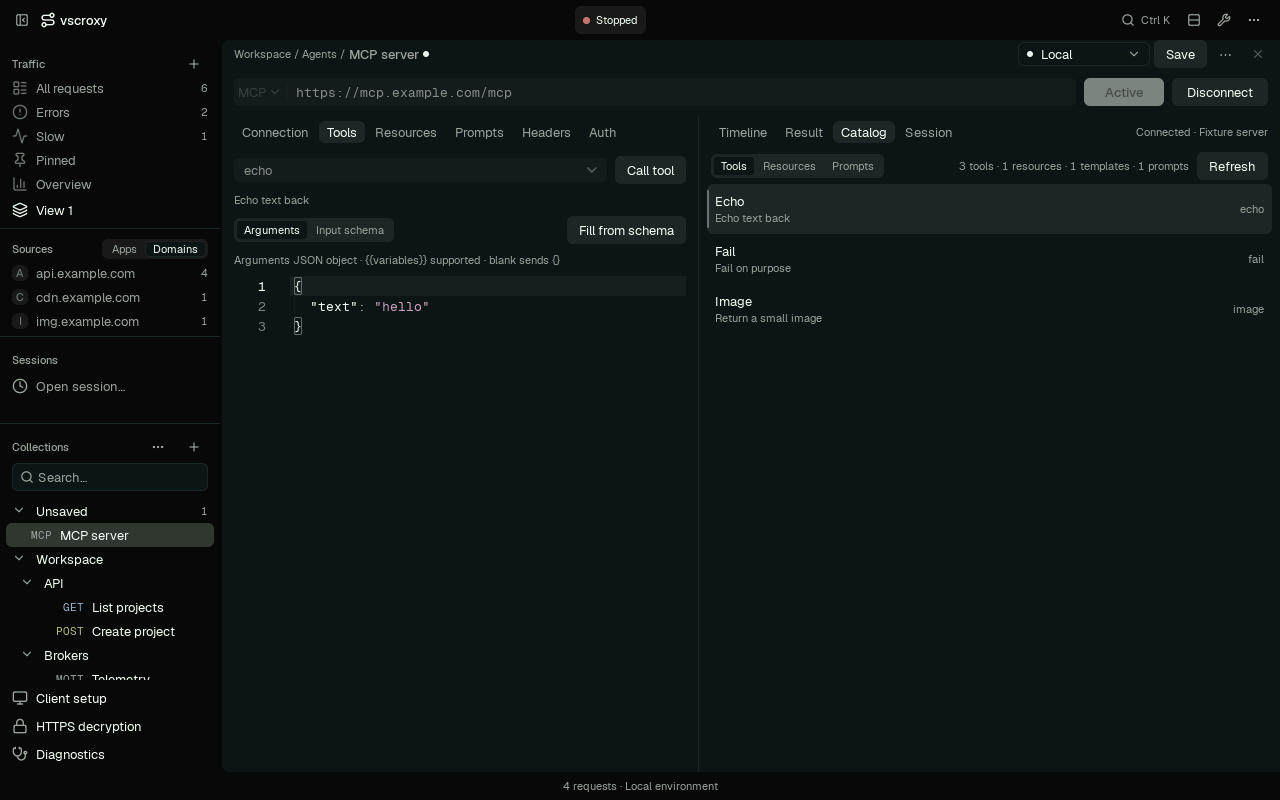 vscroxy
Stopped
Ctrl K
Traffic
All requests 6
Errors 2
Slow 1
Pinned
Overview
View 1
Sources Apps Domains
A api.example.com 4
C cdn.example.com 1
I img.example.com 1
Sessions
Open session...
Collections
Search...
Unsaved 1
MCP MCP server
Workspace
API
GET List projects
POST Create project
Brokers
MQTT Telemetry
Client setup
HTTPS decryption
Diagnostics
Workspace / Agents / MCP server
Local
Save
MCP https://mcp.example.com/mcp
Active
Disconnect
Connection Tools Resources Prompts Headers Auth
echo
Call tool
Echo text back
Arguments Input schema
Fill from schema
Arguments JSON object · {{variables}} supported · blank sends {}
1 {
2 "text": "hello"
3 }
Timeline Result Catalog Session
Connected · Fixture server
Tools Resources Prompts
3 tools · 1 resources · 1 templates · 1 prompts
Refresh
Echo
Echo text back
echo
Fail
Fail on purpose
fail
Image
Return a small image
image
4 requests · Local environment